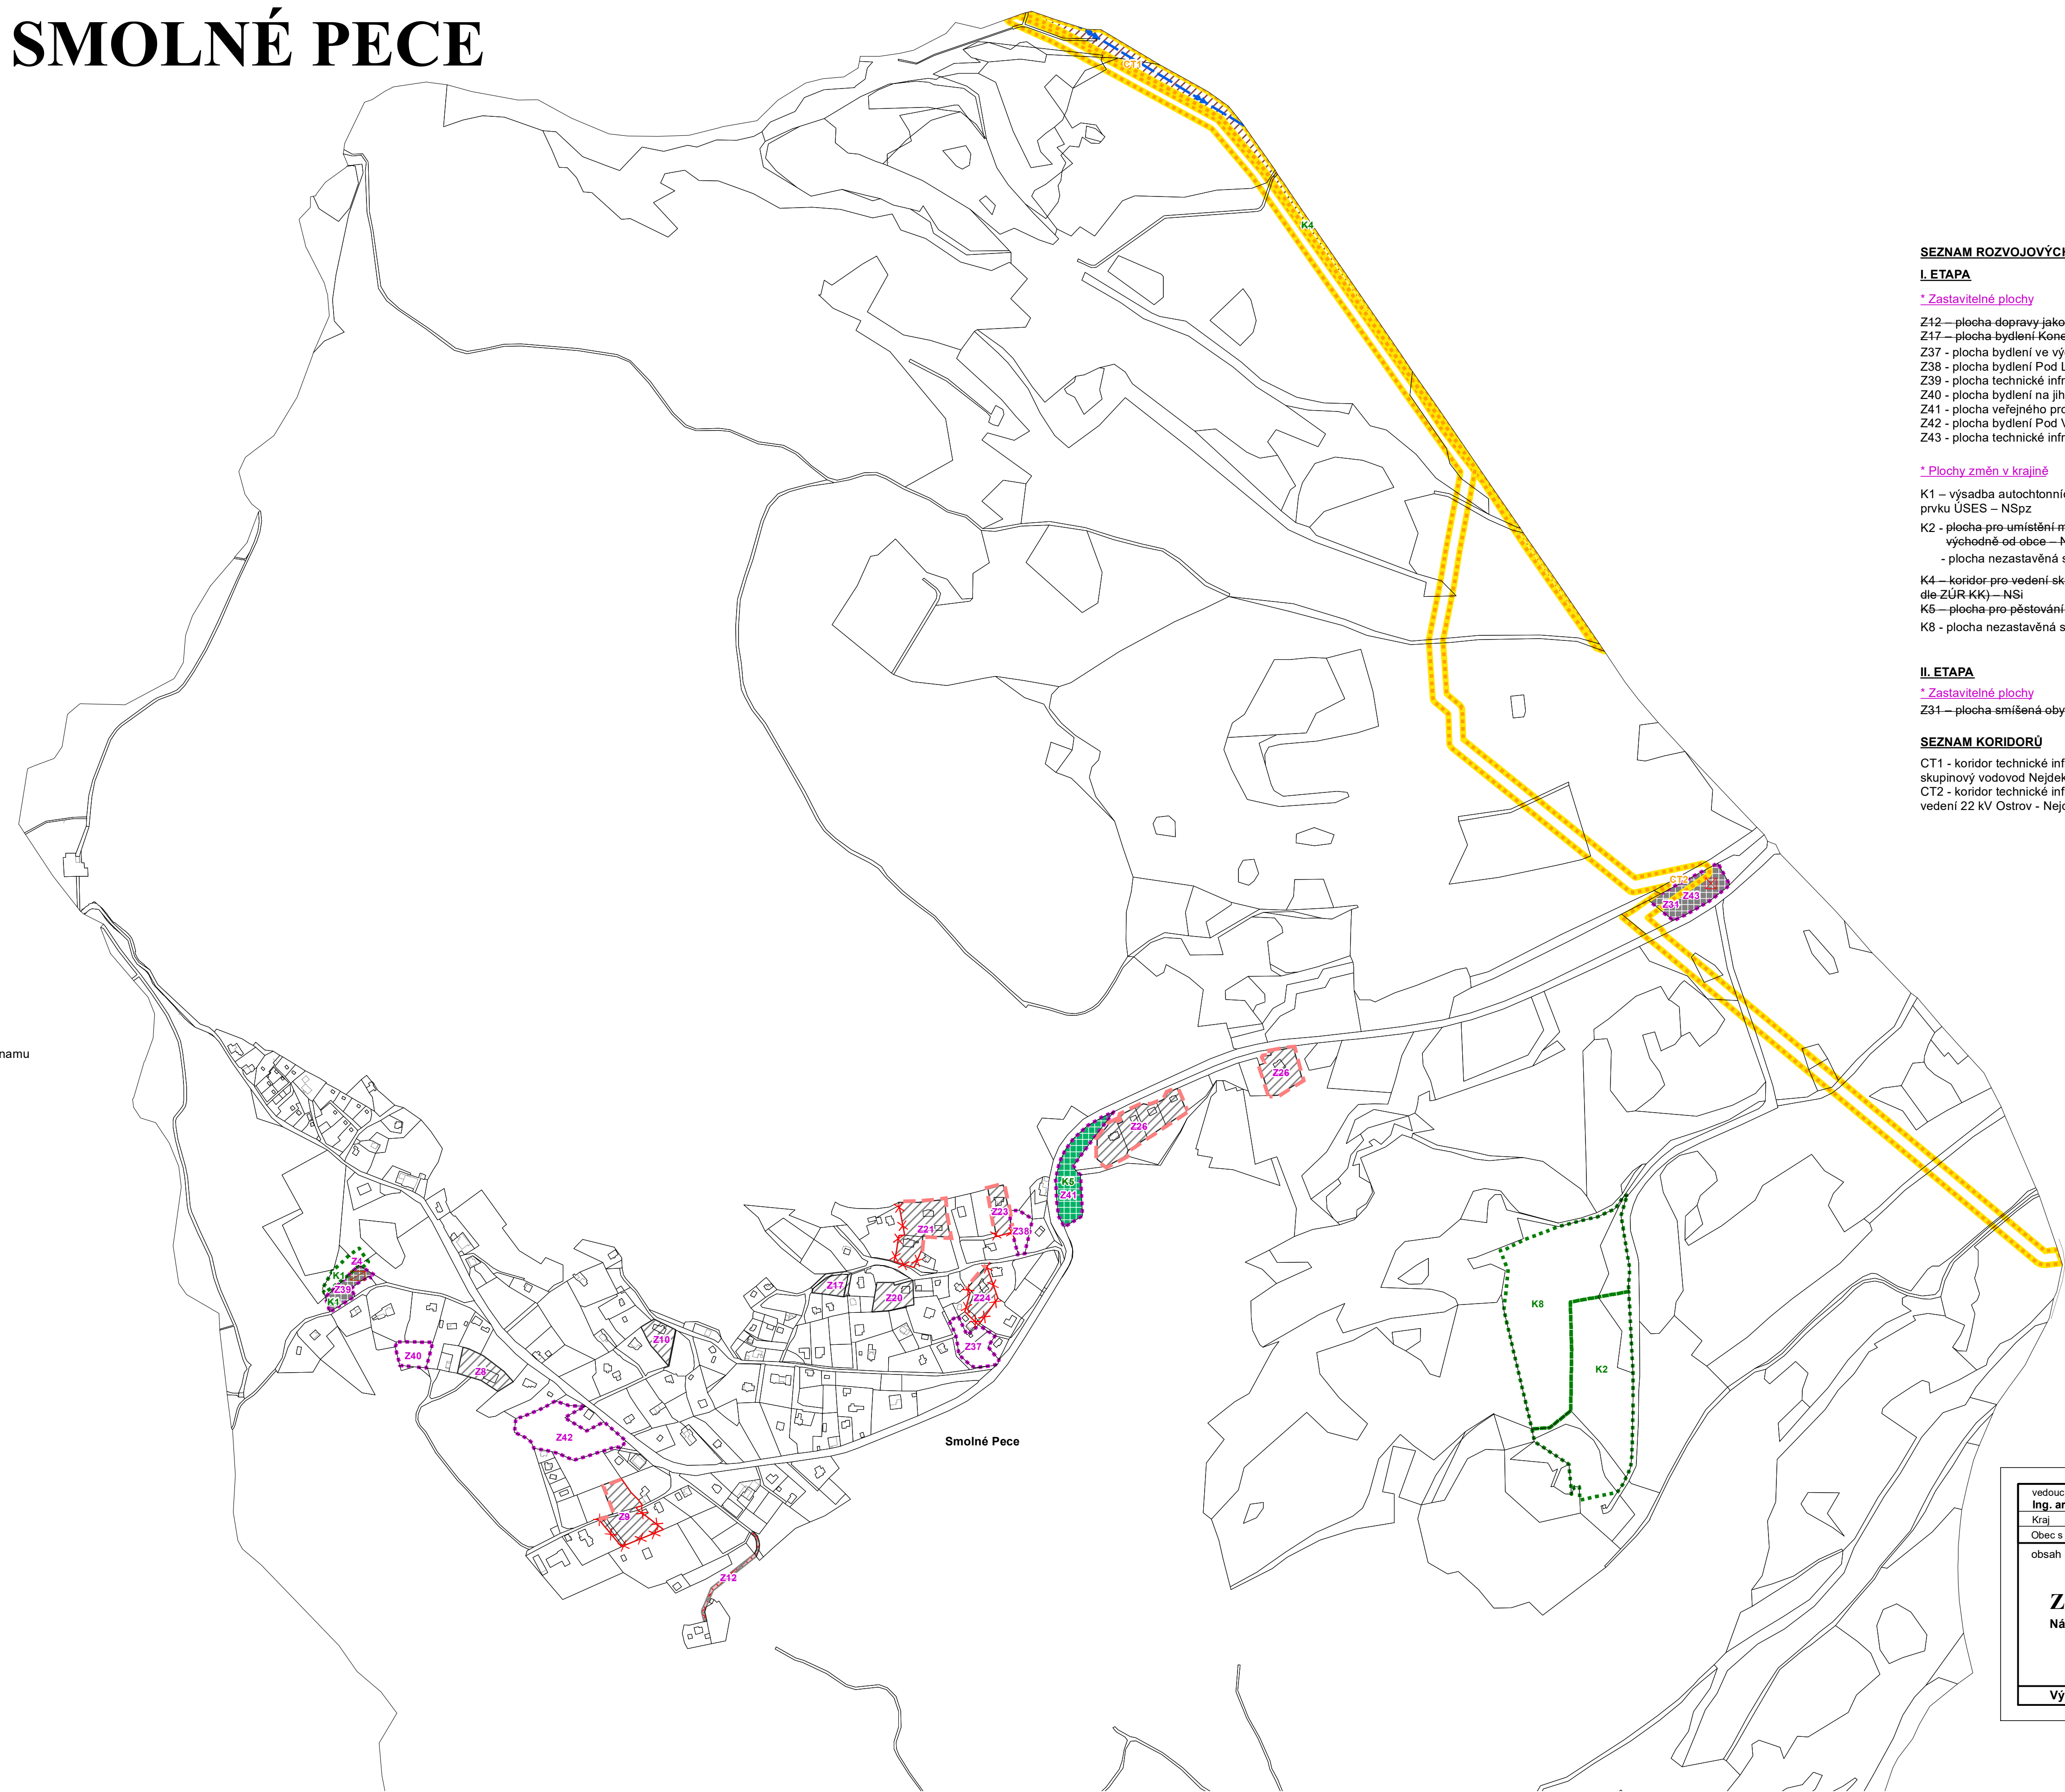 SMOLNÉ PECE
CT1
K4
SEZNAM ROZVOJOVÝCH
I. ETAPA
* Zastavitelné plochy
Z12 – plocha dopravy jako
Z17 – plocha bydlení Kone
Z37 - plocha bydlení ve vý
Z38 - plocha bydlení Pod L
Z39 - plocha technické infr
Z40 - plocha bydlení na jih
Z41 - plocha veřejného pro
Z42 - plocha bydlení Pod V
Z43 - plocha technické infr
* Plochy změn v krajině
K1 – výsadba autochtonníc
prvku ÚSES – NSpz
K2 - plocha pro umístění m
východně od obce – N
- plocha nezastavěná s
K4 – koridor pro vedení sk
dle ZÚR KK) – NSi
K5 – plocha pro pěstování
K8 - plocha nezastavěná s
II. ETAPA
* Zastavitelné plochy
Z31 – plocha smíšená oby
SEZNAM KORIDORŮ
CT1 - koridor technické inf
skupinový vodovod Nejdek
CT2 - koridor technické inf
vedení 22 kV Ostrov - Nejd
CT2
Z43
Z31
namu
Z26
Z26
K5
Z41
Z23
Z21
Z38
Z4
K1
Z39
K1
Z17
Z20
Z24
Z10
Z37
Z40
Z8
K8
K2
Z42
Smolné Pece
Z9
Z12
vedouc
Ing. ar
Kraj
Obec s
obsah
Z
Ná
Vý